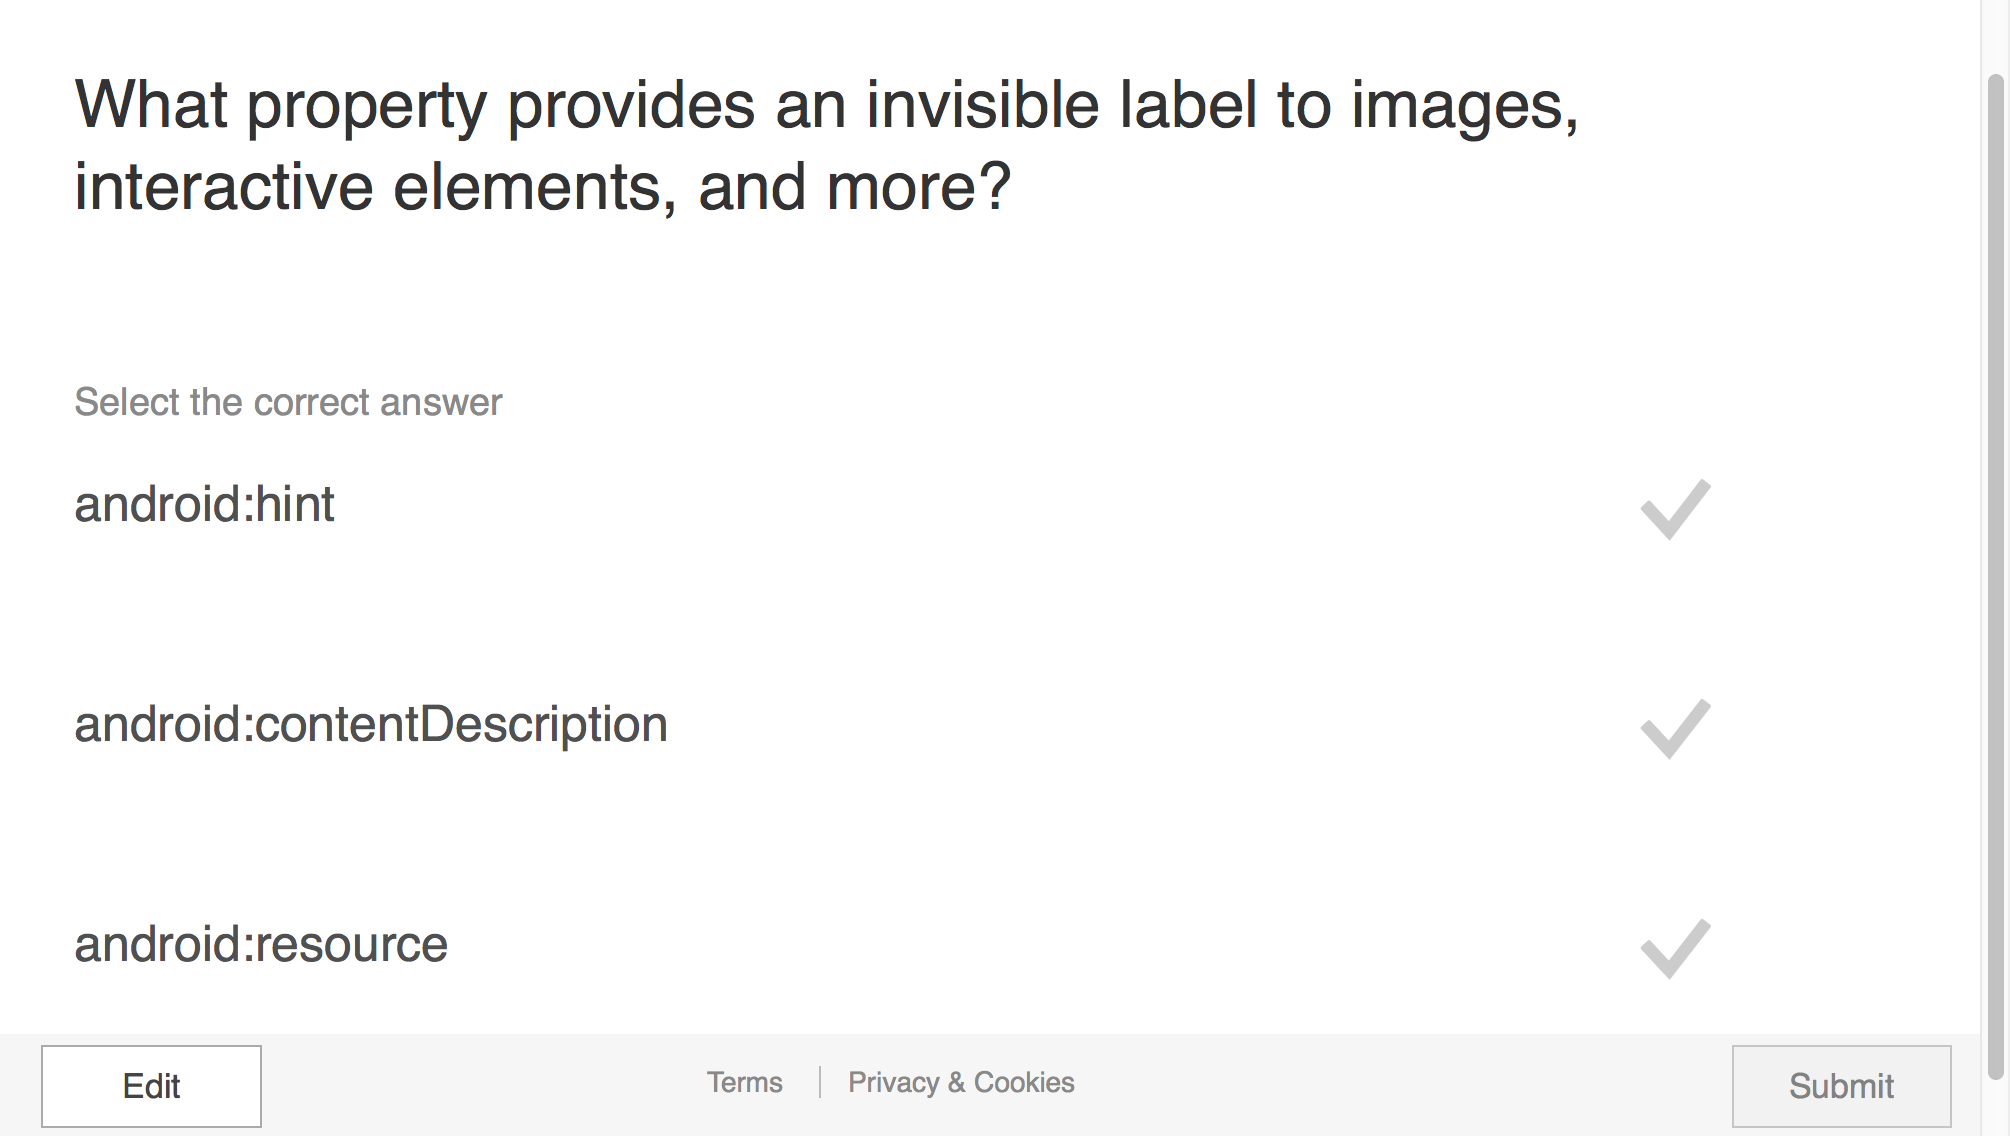 What property provides an invisible label to images,
interactive elements, and more?
Select the correct answer
android:hint
android:contentDescription
android:resource
Edit
Terms
Privacy & Cookies
Submit